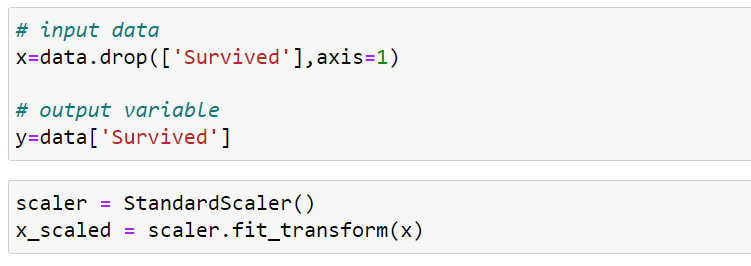 # input data
x=data.drop(['Survived'],axis=1)
# output variable
y=data['Survived']
scaler = StandardScaler()
x_scaled = scaler.fit_transform(x)